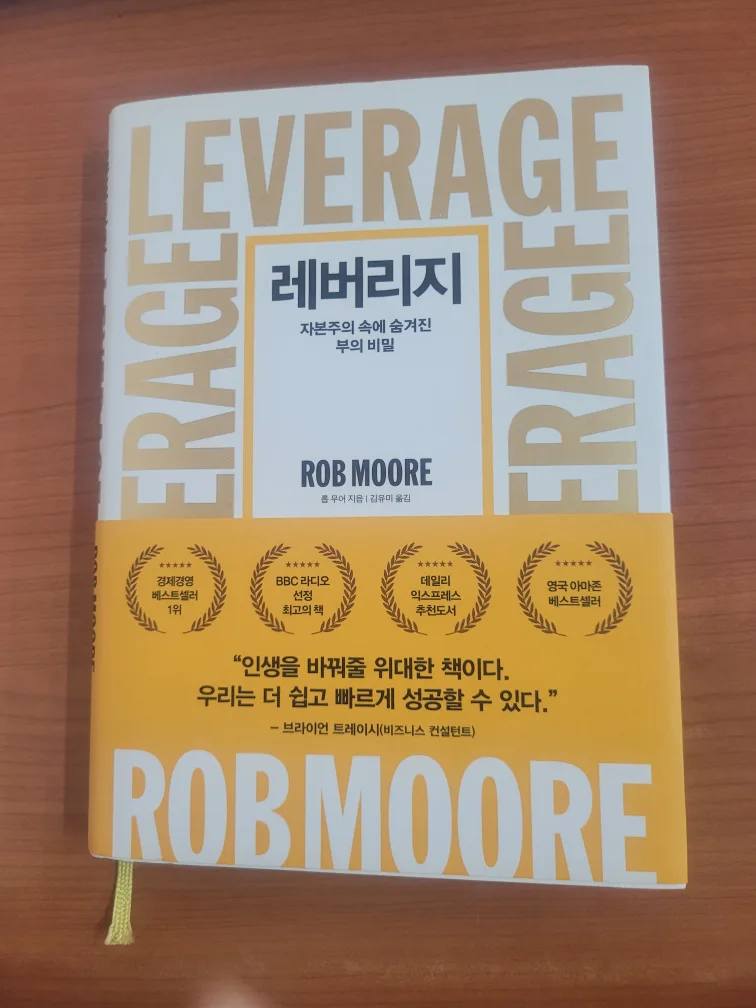 LEVERAGE
ERAGE
ERAGE
레버리지
자본주의 속에 숨겨진
부의 비밀
ROB MOORE
롭 무어 지음 | 김유미 옮김
★★★★★
경제경영
베스트셀러
1위
★★★★★
BBC 라디오
선정
최고의 책
★★★★★
데일리
익스프레스
추천도서
★★★★★
영국 아마존
베스트셀러
“인생을 바꿔줄 위대한 책이다.
우리는 더 쉽고 빠르게 성공할 수 있다.”
– 브라이언 트레이시(비즈니스 컨설턴트)
ROB MOORE
ROB MOORE